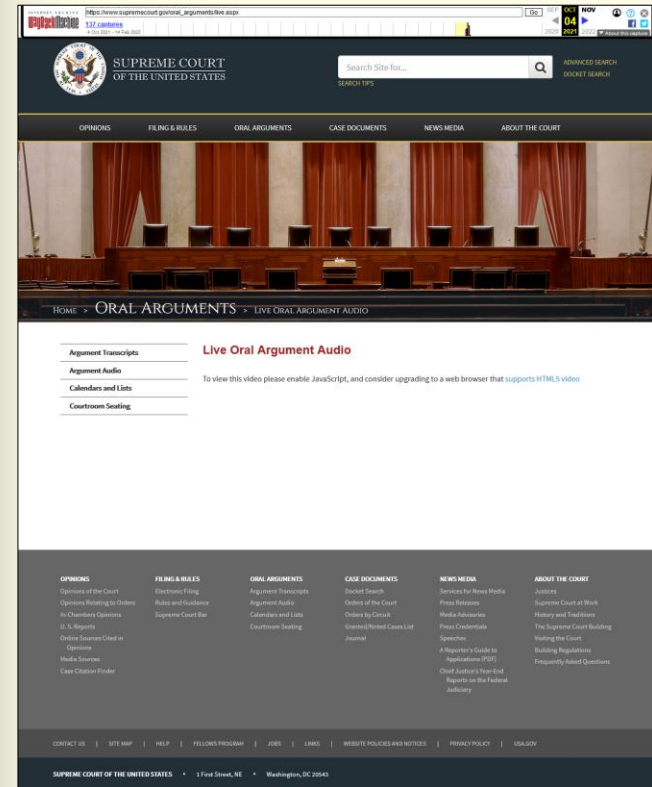 INTERNET ARCHIVE
WayBackMachine
https://www.supremecourt.gov/oral_arguments/live.aspx
Go
137 captures
4 Oct 2021 - 14 Feb 2022
SEP OCT NOV
04
2020 2021 2022
About this capture
SUPREME COURT
OF THE UNITED STATES
Search Site for...
SEARCH TIPS
ADVANCED SEARCH
DOCKET SEARCH
OPINIONS FILING & RULES ORAL ARGUMENTS CASE DOCUMENTS NEWS MEDIA ABOUT THE COURT
HOME > ORAL ARGUMENTS > LIVE ORAL ARGUMENT AUDIO
Argument Transcripts
Argument Audio
Calendars and Lists
Courtroom Seating
Live Oral Argument Audio
To view this video please enable JavaScript, and consider upgrading to a web browser that supports HTML5 video
OPINIONS
Opinions of the Court
Opinions Relating to Orders
In-Chambers Opinions
U. S. Reports
Online Sources Cited in
Opinions
Media Sources
Case Citation Finder
FILING & RULES
Electronic Filing
Rules and Guidance
Supreme Court Bar
ORAL ARGUMENTS
Argument Transcripts
Argument Audio
Calendars and Lists
Courtroom Seating
CASE DOCUMENTS
Docket Search
Orders of the Court
Orders by Circuit
Granted/Noted Cases List
Journal
NEWS MEDIA
Services for News Media
Press Releases
Media Advisories
Press Credentials
Speeches
A Reporter's Guide to
Applications (PDF)
Chief Justice's Year-End
Reports on the Federal
Judiciary
ABOUT THE COURT
Justices
Supreme Court at Work
History and Traditions
The Supreme Court Building
Visiting the Court
Building Regulations
Frequently Asked Questions
CONTACT US | SITE MAP | HELP | FELLOWS PROGRAM | JOBS | LINKS | WEBSITE POLICIES AND NOTICES | PRIVACY POLICY | USA.GOV
SUPREME COURT OF THE UNITED STATES • 1 First Street, NE • Washington, DC 20543